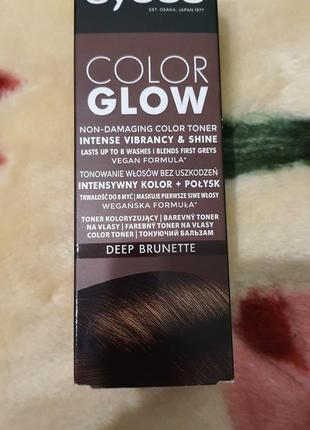 EST. OSAKA, JAPAN 1977
COLOR
GLOW
NON-DAMAGING COLOR TONER
INTENSE VIBRANCY & SHINE
LASTS UP TO 8 WASHES | BLENDS FIRST GREYS
VEGAN FORMULA*
TONOWANIE WŁOSÓW BEZ USZKODZEŃ
INTENSYWNY KOLOR + POŁYSK
TRWAŁOŚĆ DO 8 MYĆ | MASKUJE PIERWSZE SIWE WŁOSY
WEGAŃSKA FORMUŁA*
TONER KOLORYZUJĄCY | BAREVNÝ TONER
NA VLASY | FAREBNÝ TONER NA VLASY
COLOR TONER | ТОНУЮЧИЙ БАЛЬЗАМ
DEEP BRUNETTE